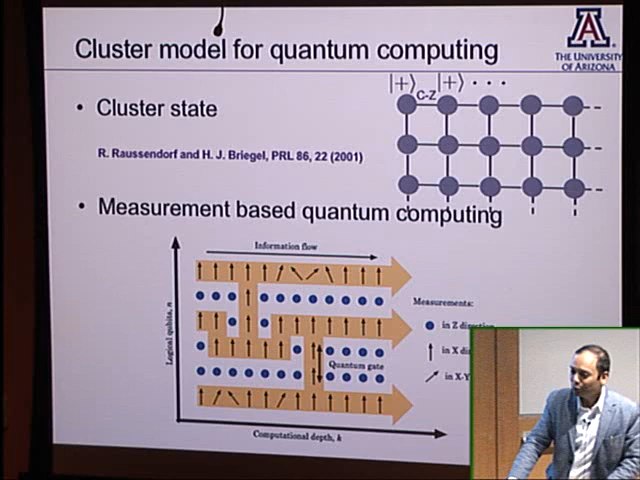 Cluster model for quantum computing
A
THE UNIVERSITY
OF ARIZONA
• Cluster state
|+⟩ C-Z |+⟩ · · ·
R. Raussendorf and H. J. Briegel, PRL 86, 22 (2001)
• Measurement based quantum computing
Information flow
Logical qubits, n
Measurements:
in Z direction
in X
Quantum gate
in X-Y
Computational depth, k